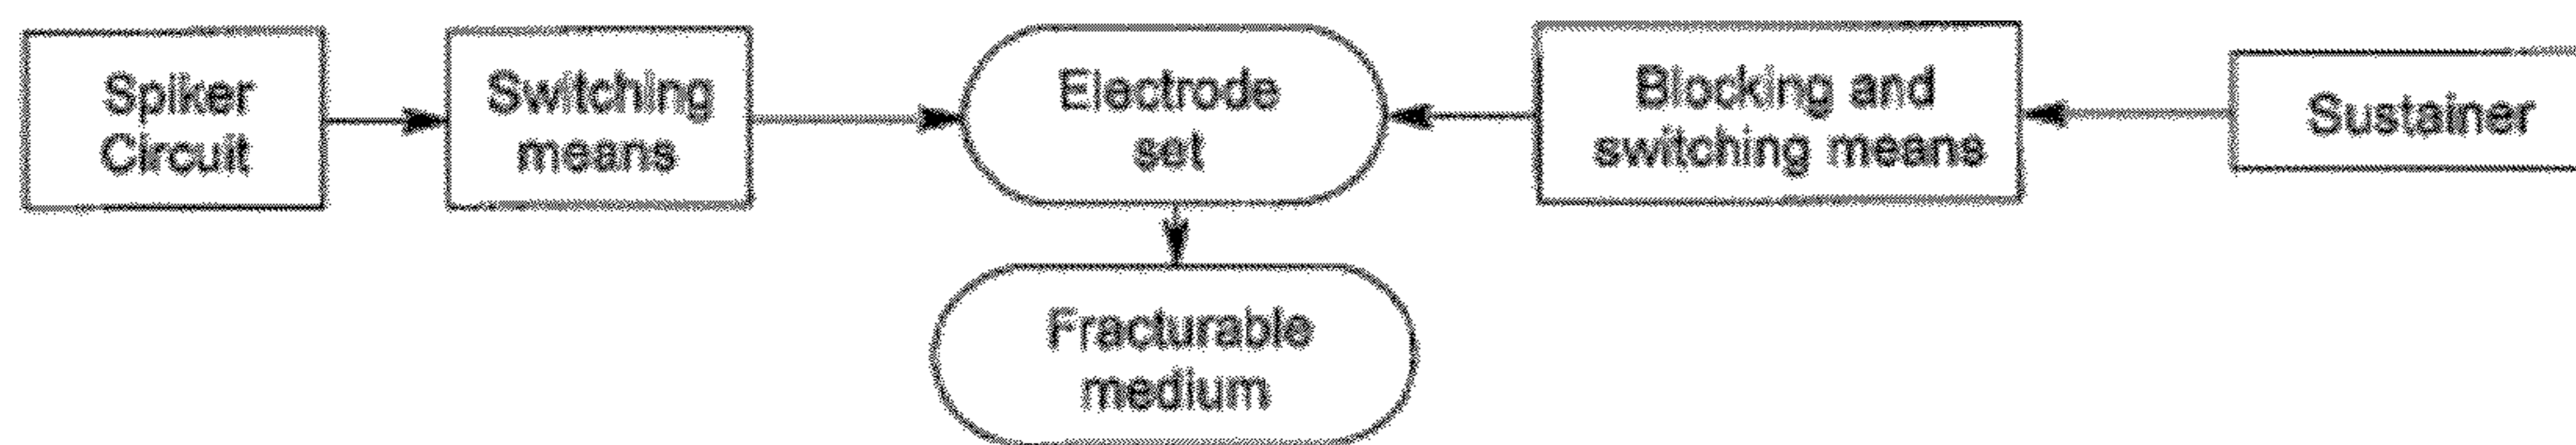 Spiker
Circuit
Switching
means
Electrode
set
Blocking and
switching means
Sustainer
Fracturable
medium